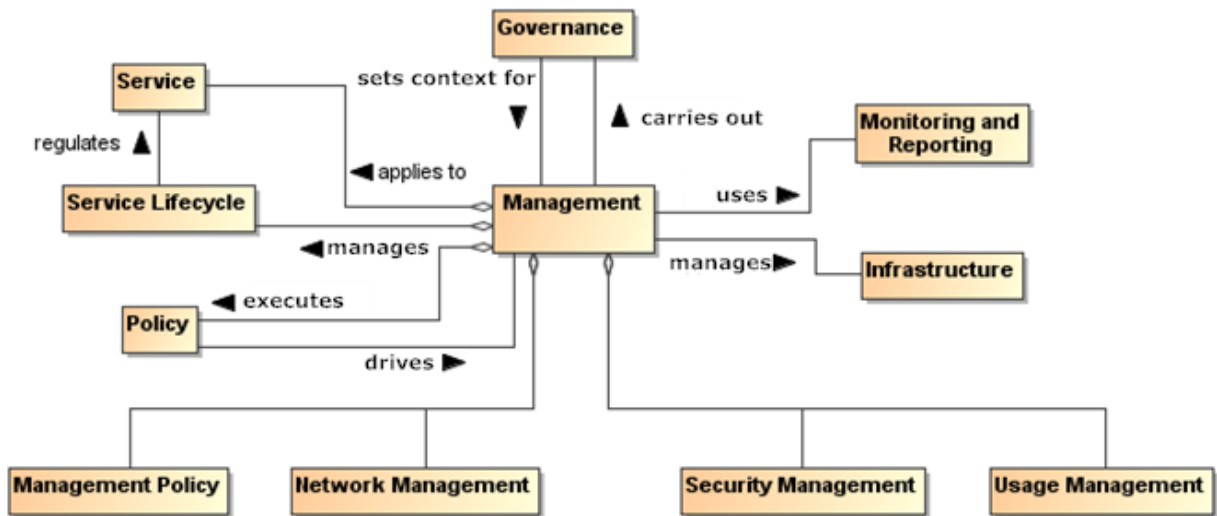 Governance
sets context for
carries out
Service
regulates
applies to
Monitoring and
Reporting
Service Lifecycle
Management
uses
manages
manages
Infrastructure
executes
Policy
drives
Management Policy
Network Management
Security Management
Usage Management